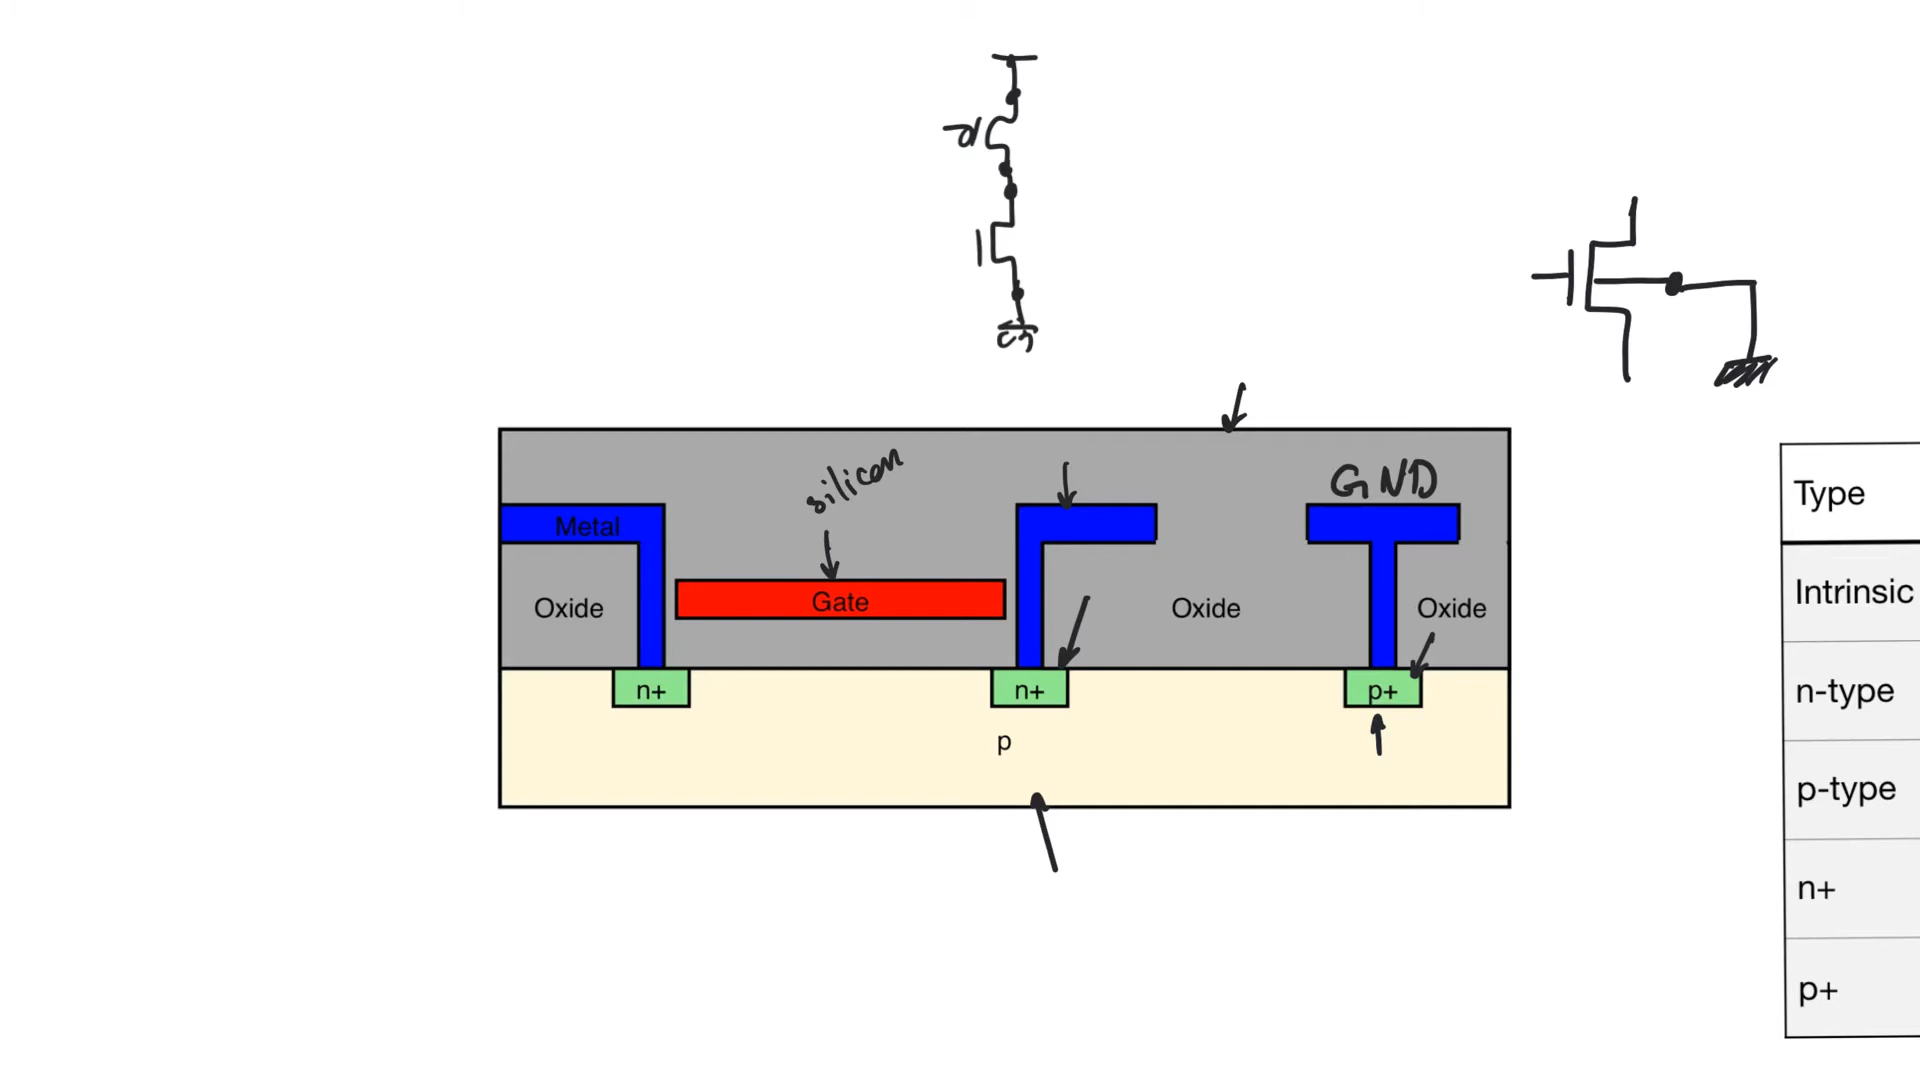 silicon
GND
Metal
Gate
Oxide
Oxide
Oxide
n+
n+
p+
p
Type
Intrinsic
n-type
p-type
n+
p+